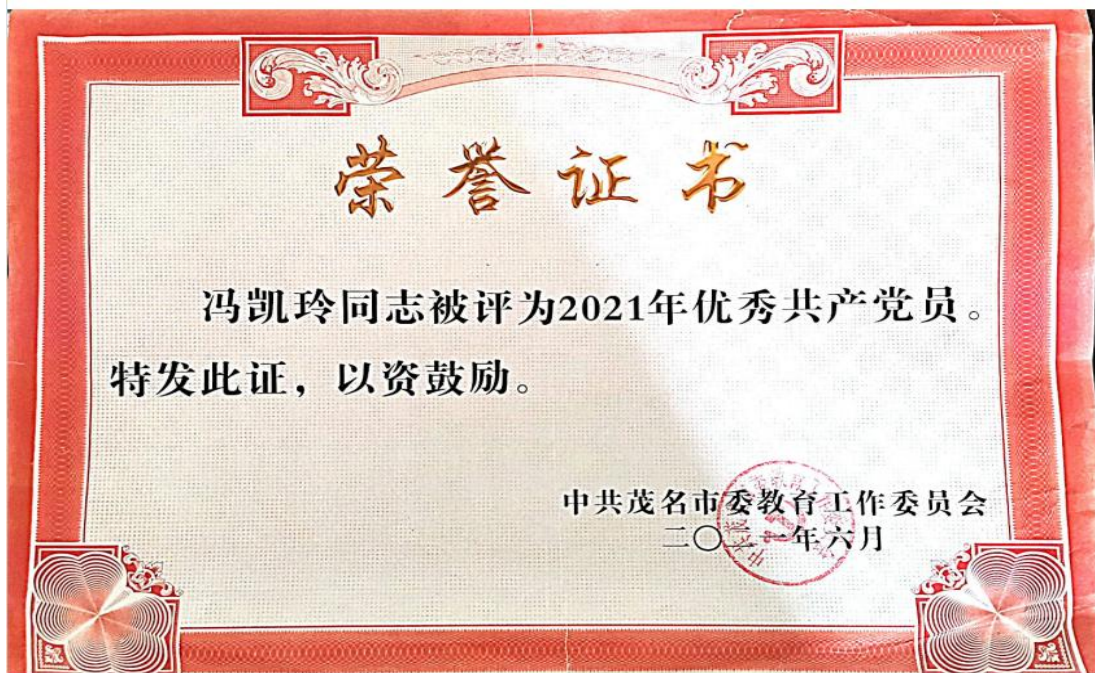 荣誉证书
冯凯玲同志被评为2021年优秀共产党员。
特发此证，以资鼓励。
中共茂名市委教育工作委员会
二〇二一年六月